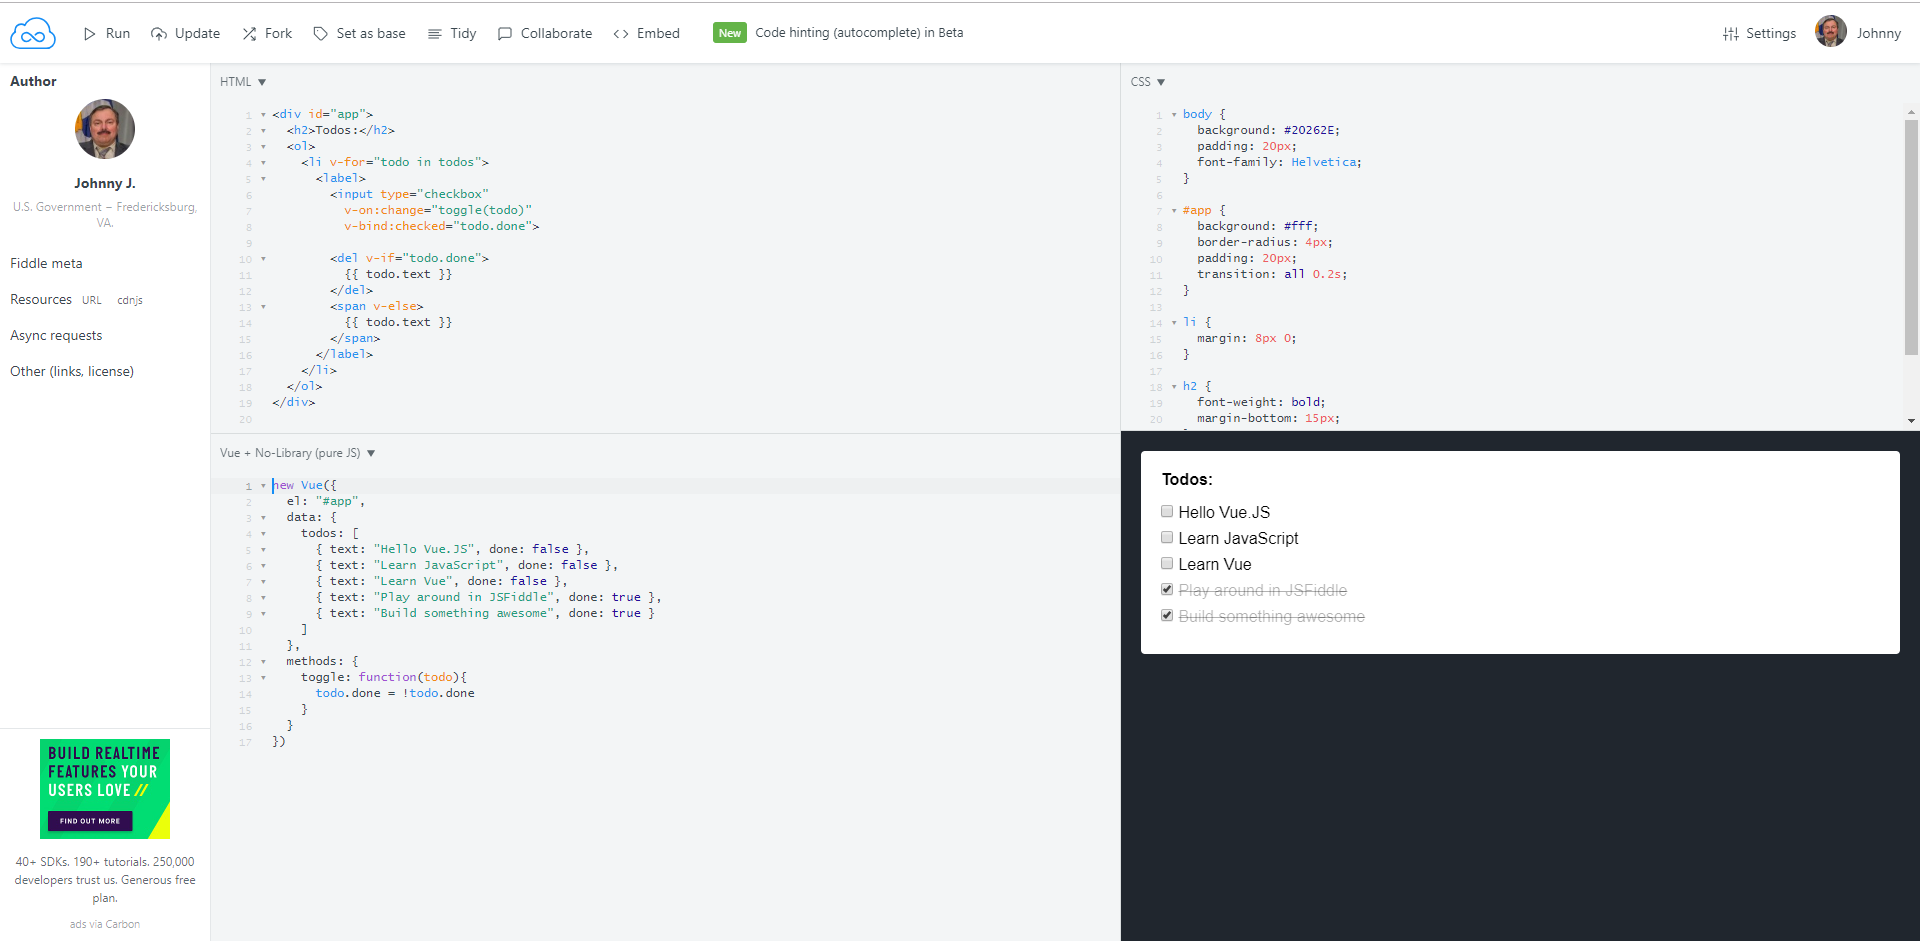 Run Update Fork Set as base Tidy Collaborate Embed New Code hinting (autocomplete) in Beta Settings Johnny
Author
Johnny J.
U.S. Government – Fredericksburg,
VA.
Fiddle meta
Resources URL cdnjs
Async requests
Other (links, license)
BUILD REALTIME
FEATURES YOUR
USERS LOVE //
FIND OUT MORE
40+ SDKs. 190+ tutorials. 250,000
developers trust us. Generous free
plan.
ads via Carbon
HTML ▼
1 <div id="app">
2   <h2>Todos:</h2>
3   <ol>
4     <li v-for="todo in todos">
5       <label>
6         <input type="checkbox"
7           v-on:change="toggle(todo)"
8           v-bind:checked="todo.done">
9
10         <del v-if="todo.done">
11           {{ todo.text }}
12         </del>
13         <span v-else>
14           {{ todo.text }}
15         </span>
16       </label>
17     </li>
18   </ol>
19 </div>
20
Vue + No-Library (pure JS) ▼
1 new Vue({
2   el: "#app",
3   data: {
4     todos: [
5       { text: "Hello Vue.JS", done: false },
6       { text: "Learn JavaScript", done: false },
7       { text: "Learn Vue", done: false },
8       { text: "Play around in JSFiddle", done: true },
9       { text: "Build something awesome", done: true }
10     ]
11   },
12   methods: {
13     toggle: function(todo){
14       todo.done = !todo.done
15     }
16   }
17 })
CSS ▼
1 body {
2   background: #20262E;
3   padding: 20px;
4   font-family: Helvetica;
5 }
6
7 #app {
8   background: #fff;
9   border-radius: 4px;
10   padding: 20px;
11   transition: all 0.2s;
12 }
13
14 li {
15   margin: 8px 0;
16 }
17
18 h2 {
19   font-weight: bold;
20   margin-bottom: 15px;
Todos:
Hello Vue.JS
Learn JavaScript
Learn Vue
Play around in JSFiddle
Build something awesome